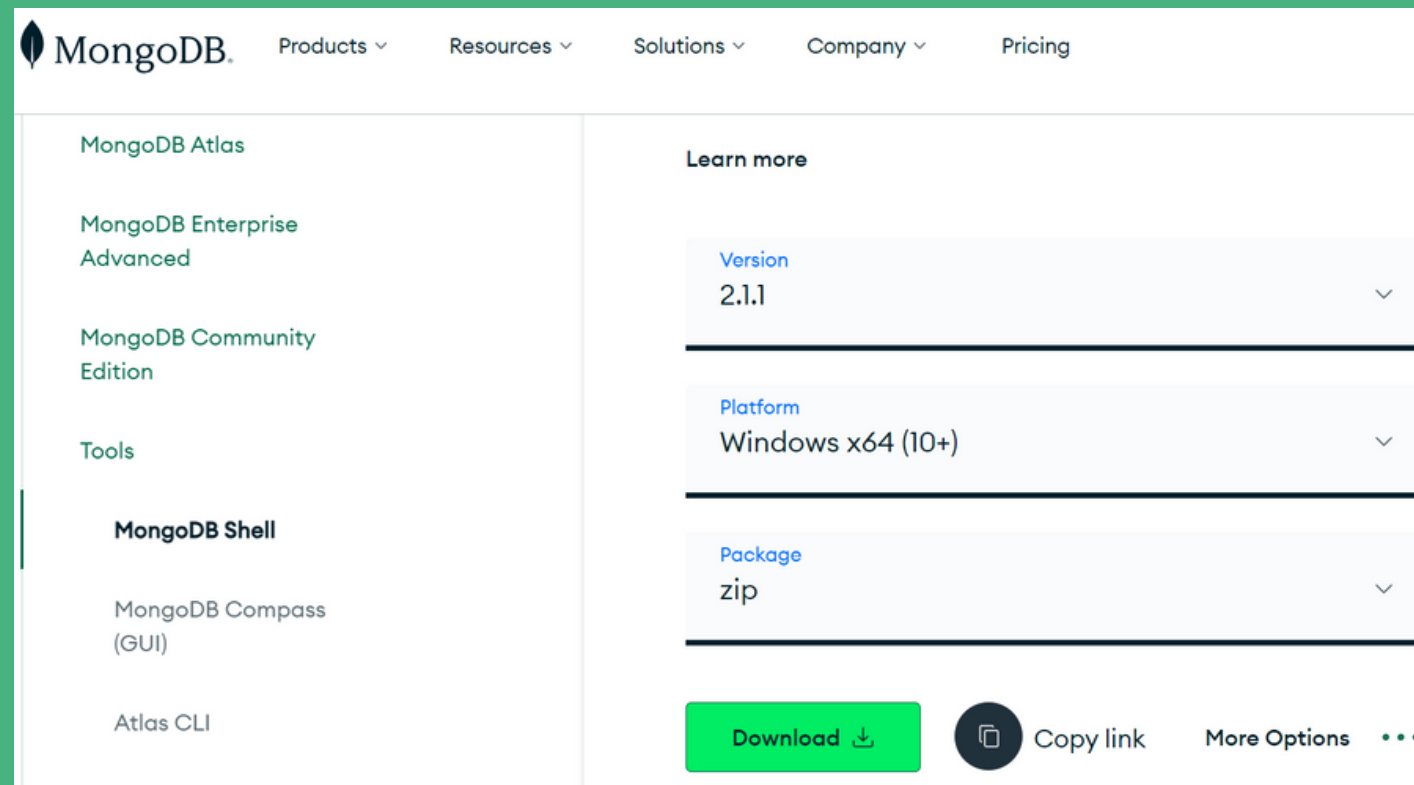 MongoDB.
Products
Resources
Solutions
Company
Pricing
MongoDB Atlas
MongoDB Enterprise
Advanced
MongoDB Community
Edition
Tools
MongoDB Shell
MongoDB Compass
(GUI)
Atlas CLI
Learn more
Version
2.1.1
Platform
Windows x64 (10+)
Package
zip
Download
Copy link
More Options